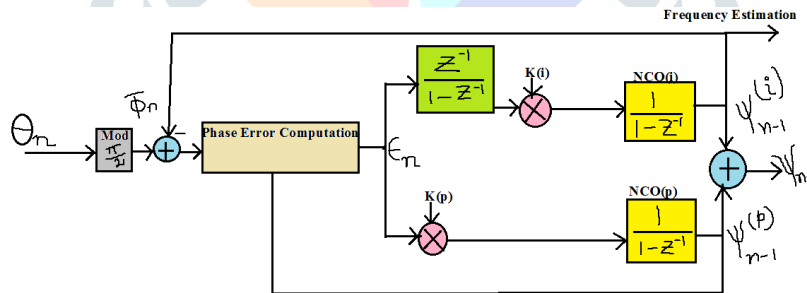 Frequency Estimation
K(i)
NCO(i)
Z⁻¹
1 - Z⁻¹
1
1 - Z⁻¹
ψ⁽ⁱ⁾ₙ₋₁
Φ̄ₙ
θₙ
Mod
π
2
-
+
Phase Error Computation
ϵₙ
+
ψₙ
K(p)
NCO(p)
1
1 - Z⁻¹
ψ⁽ᵖ⁾ₙ₋₁